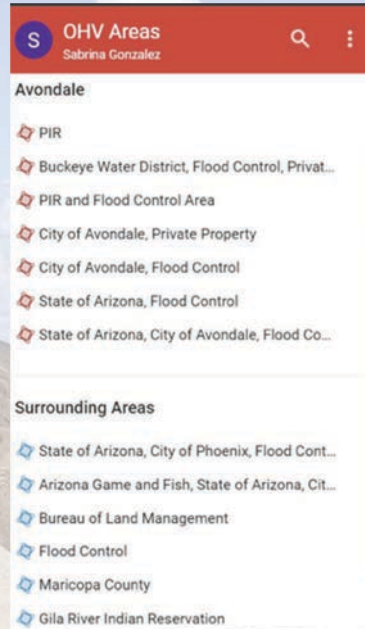 S
OHV Areas
Sabrina Gonzalez
Avondale
PIR
Buckeye Water District, Flood Control, Privat...
PIR and Flood Control Area
City of Avondale, Private Property
City of Avondale, Flood Control
State of Arizona, Flood Control
State of Arizona, City of Avondale, Flood Co...
Surrounding Areas
State of Arizona, City of Phoenix, Flood Cont...
Arizona Game and Fish, State of Arizona, Cit...
Bureau of Land Management
Flood Control
Maricopa County
Gila River Indian Reservation